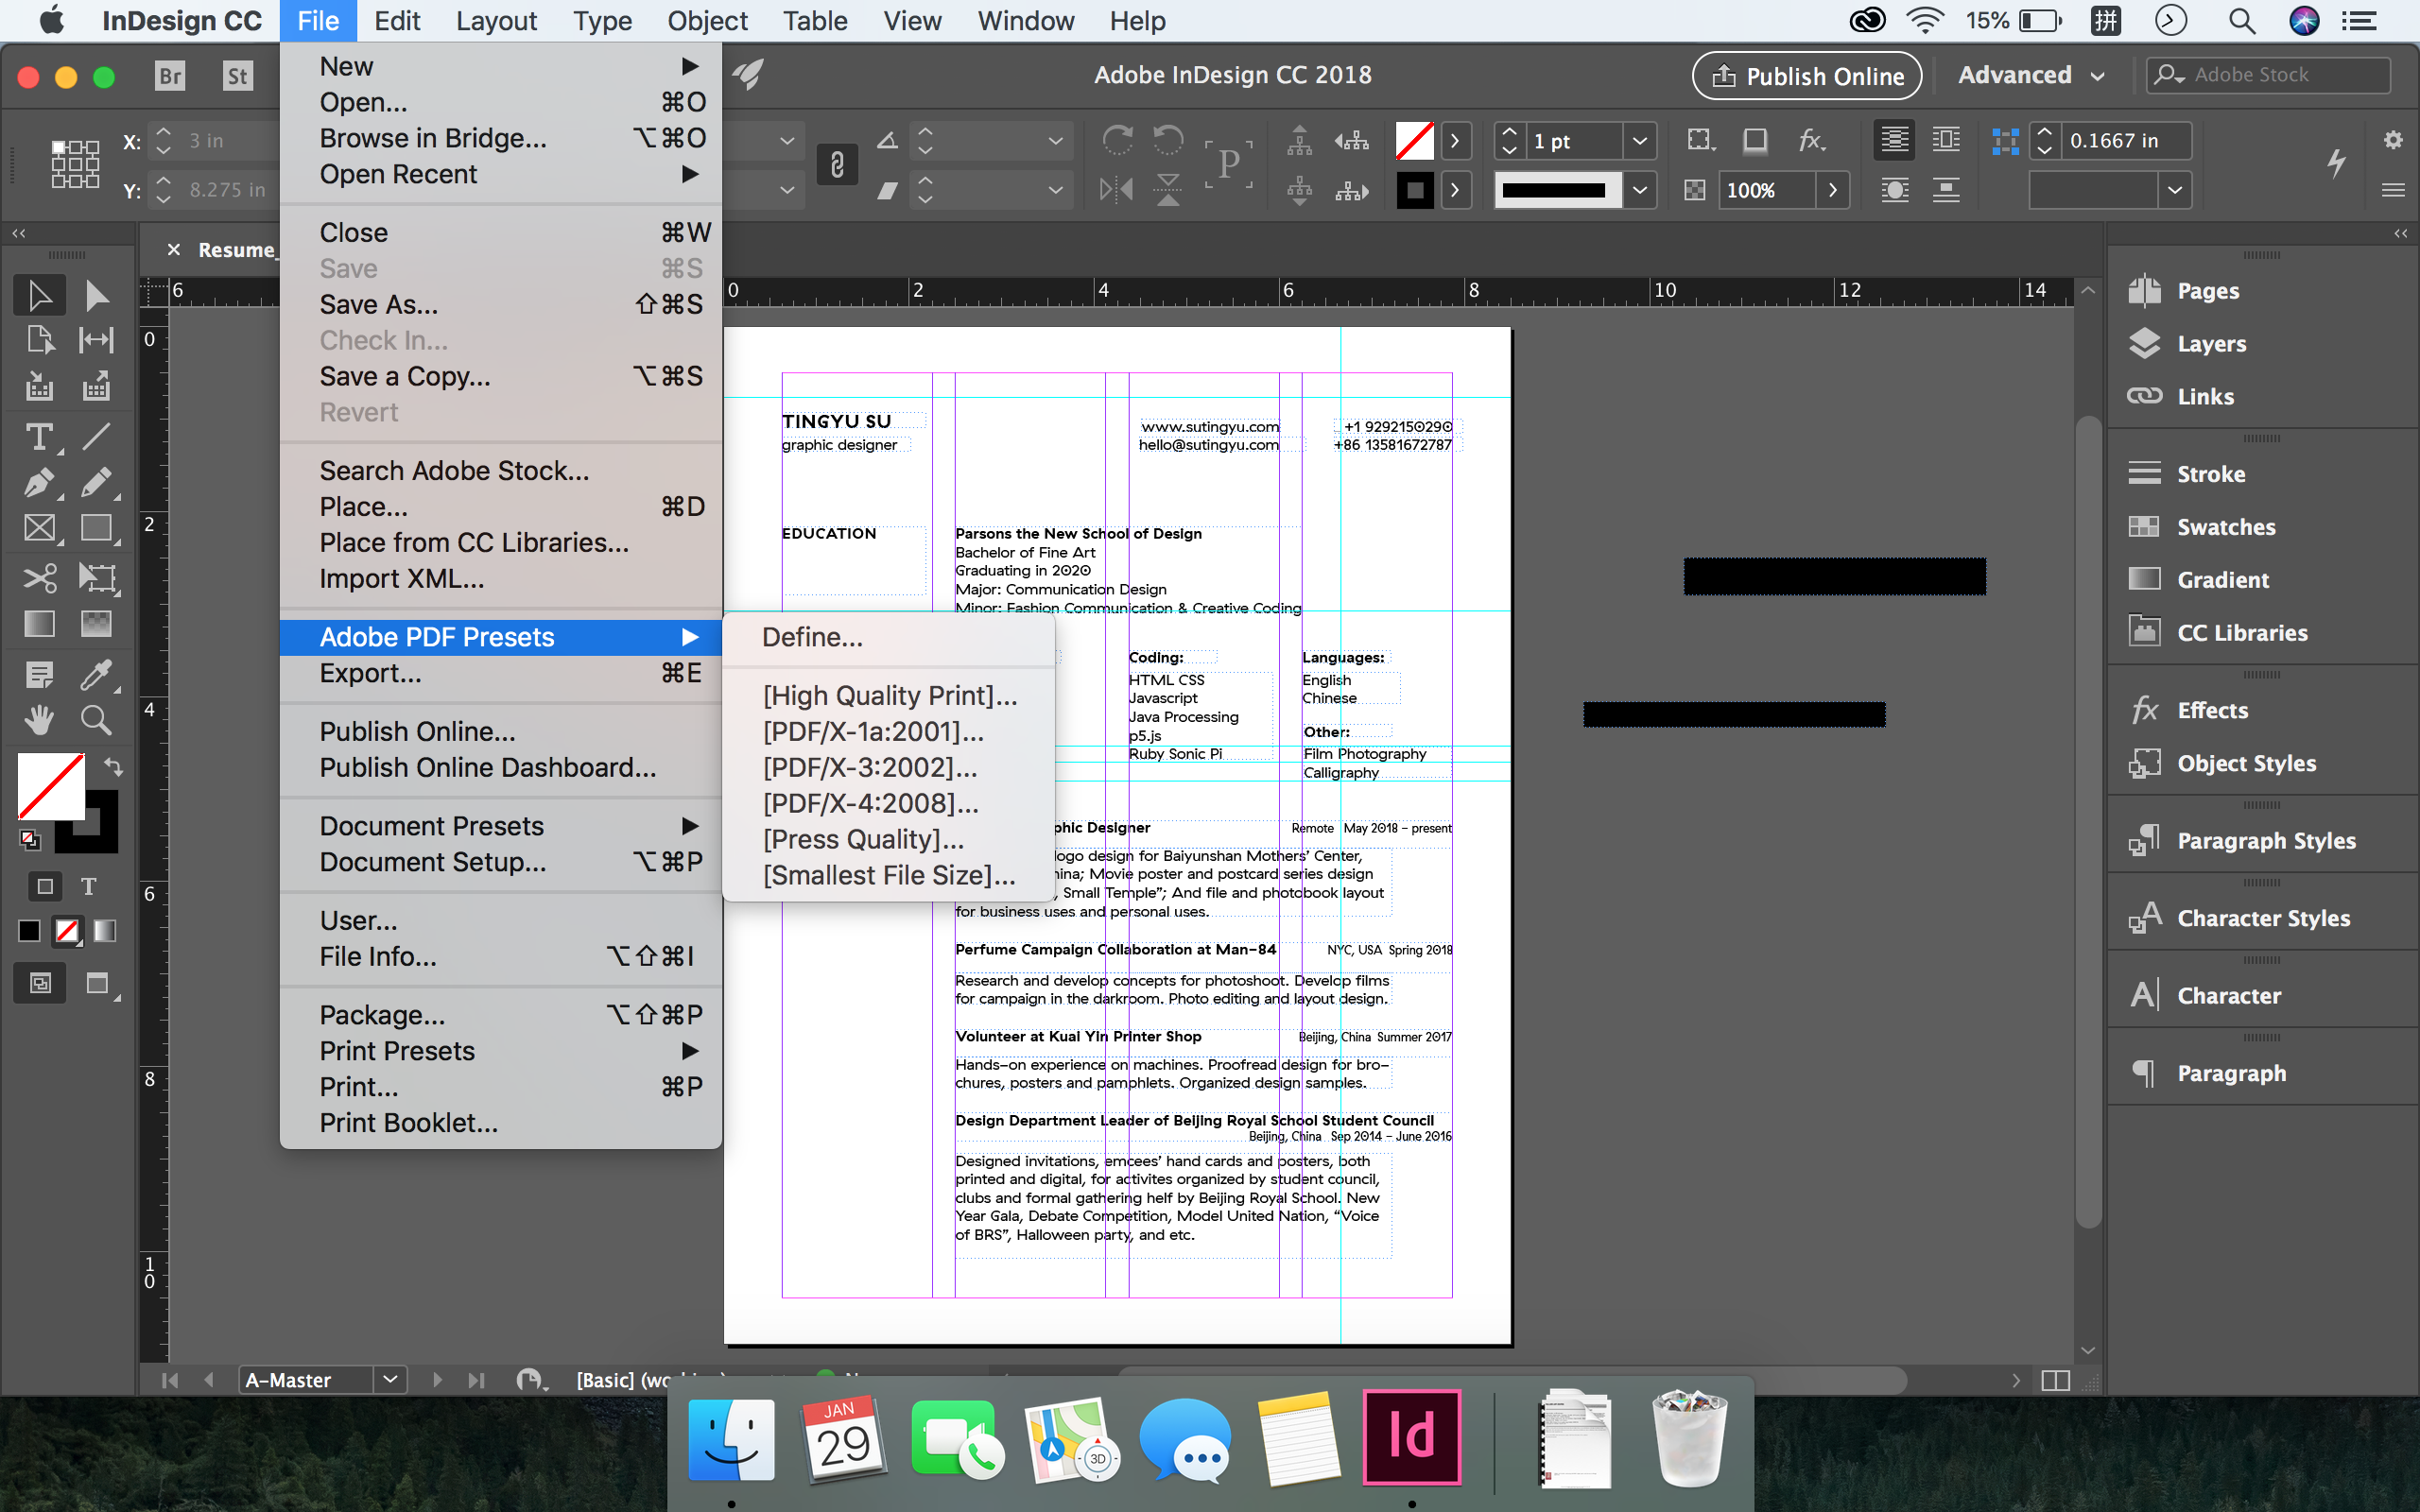 InDesign CC File Edit Layout Type Object Table View Window Help 15% 拼
Br St Adobe InDesign CC 2018 Publish Online Advanced Adobe Stock
X: 3 in 1 pt fx 0.1667 in
Y: 8.275 in P 100%
× Resume_
6 0 2 4 6 8 10 12 14
New
Open... ⌘O
Browse in Bridge... ⌥⌘O
Open Recent
Close ⌘W
Save ⌘S
Save As... ⇧⌘S
Check In...
Save a Copy... ⌥⌘S
Revert
Search Adobe Stock...
Place... ⌘D
Place from CC Libraries...
Import XML...
Adobe PDF Presets
Export... ⌘E
Publish Online...
Publish Online Dashboard...
Document Presets
Document Setup... ⌥⌘P
User...
File Info... ⌥⇧⌘I
Package... ⌥⇧⌘P
Print Presets
Print... ⌘P
Print Booklet...
Define...
[High Quality Print]...
[PDF/X-1a:2001]...
[PDF/X-3:2002]...
[PDF/X-4:2008]...
[Press Quality]...
[Smallest File Size]...
T
T
0
2
4
6
8
10
TINGYU SU
graphic designer
www.sutingyu.com
hello@sutingyu.com
+1 9292150290
+86 13581672787
EDUCATION
Parsons the New School of Design
Bachelor of Fine Art
Graduating in 2020
Major: Communication Design
Minor: Fashion Communication & Creative Coding
Coding:
HTML CSS
Javascript
Java Processing
p5.js
Ruby Sonic Pi
Languages:
English
Chinese
Other:
Film Photography
Calligraphy
phic Designer Remote May 2018 - present
logo design for Baiyunshan Mothers' Center,
ina; Movie poster and postcard series design
, Small Temple"; And file and photobook layout
for business uses and personal uses.
Perfume Campaign Collaboration at Man-84 NYC, USA Spring 2018
Research and develop concepts for photoshoot. Develop films
for campaign in the darkroom. Photo editing and layout design.
Volunteer at Kuai Yin Printer Shop Beijing, China Summer 2017
Hands-on experience on machines. Proofread design for bro-
chures, posters and pamphlets. Organized design samples.
Design Department Leader of Beijing Royal School Student Council
Beijing, China Sep 2014 - June 2016
Designed invitations, emcees' hand cards and posters, both
printed and digital, for activites organized by student council,
clubs and formal gathering helf by Beijing Royal School. New
Year Gala, Debate Competition, Model United Nation, "Voice
of BRS", Halloween party, and etc.
Pages
Layers
Links
Stroke
Swatches
Gradient
CC Libraries
fx Effects
Object Styles
Paragraph Styles
Character Styles
Character
Paragraph
A-Master [Basic]
JAN
29
3D
Id